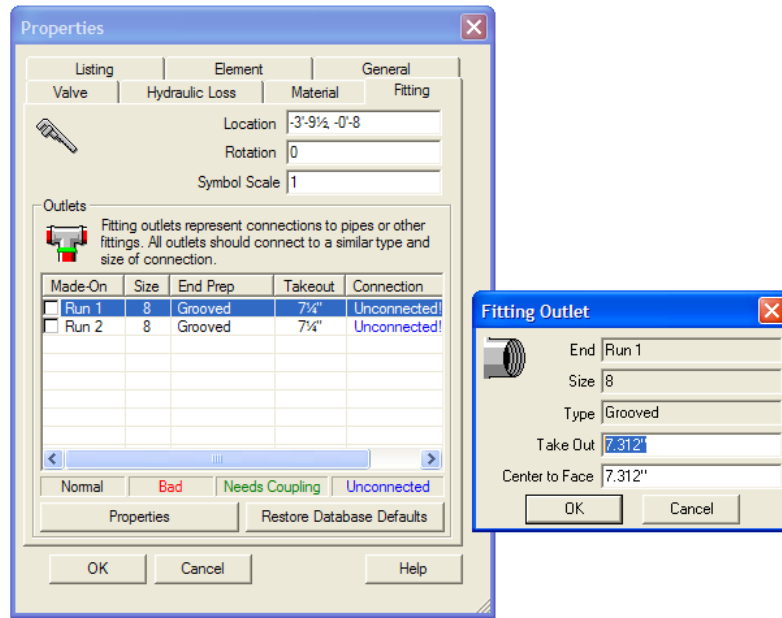 Properties
Listing Element General
Valve Hydraulic Loss Material Fitting
Location -3'-9½, -0'-8
Rotation 0
Symbol Scale 1
Outlets
Fitting outlets represent connections to pipes or other
fittings. All outlets should connect to a similar type and
size of connection.
Made-On Size End Prep Takeout Connection
Run 1 8 Grooved 7¼" Unconnected!
Run 2 8 Grooved 7¼" Unconnected!
Normal Bad Needs Coupling Unconnected
Properties Restore Database Defaults
OK Cancel Help
Fitting Outlet
End Run 1
Size 8
Type Grooved
Take Out 7.312"
Center to Face 7.312"
OK Cancel